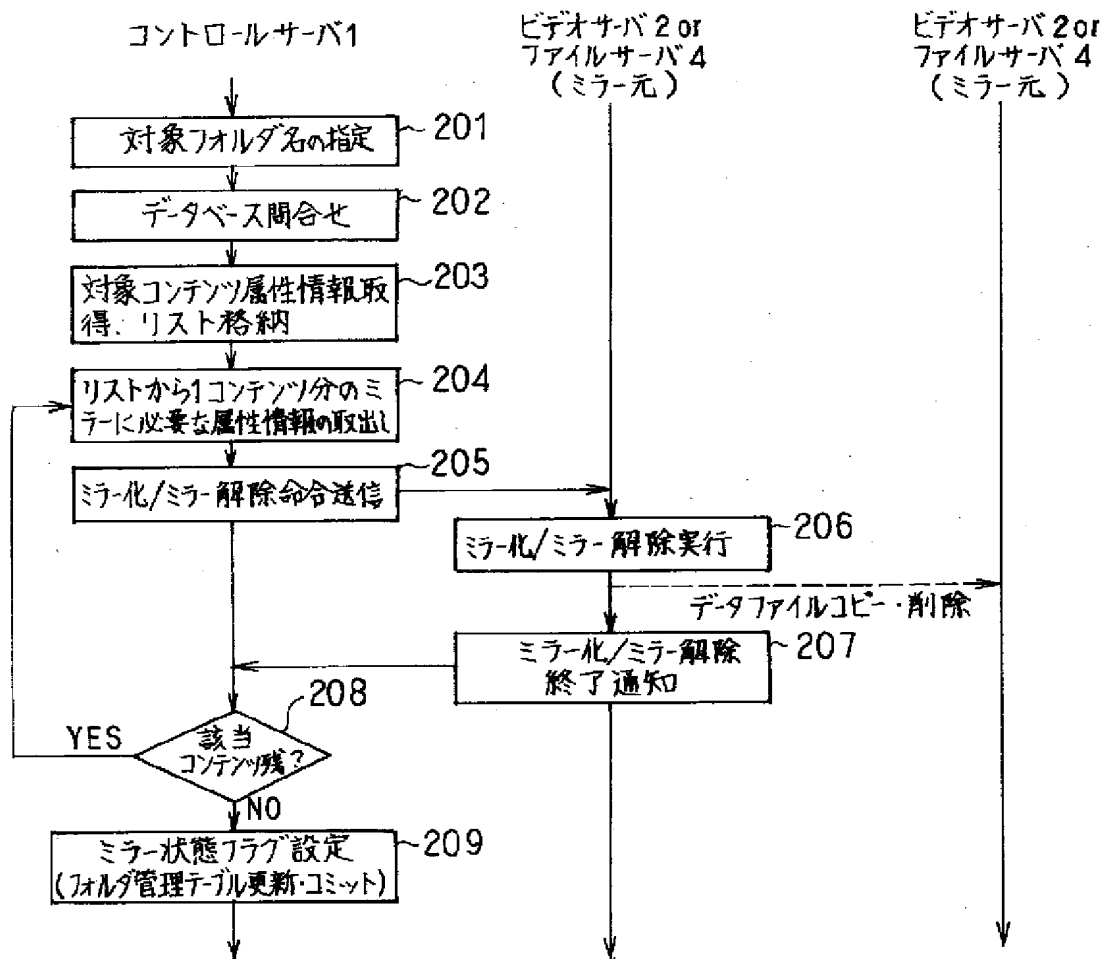 コントロールサーバ1
ビデオサーバ2 or
ファイルサーバ4
(ミラー元)
ビデオサーバ2 or
ファイルサーバ4
(ミラー元)
対象フォルダ名の指定
201
データベース問合せ
202
対象コンテンツ属性情報取
得、リスト格納
203
リストから1コンテンツ分のミ
ラーに必要な属性情報の取出し
204
ミラー化/ミラー解除命令送信
205
ミラー化/ミラー解除実行
206
データファイルコピー・削除
ミラー化/ミラー解除
終了通知
207
208
該当
コンテンツ残?
YES
NO
ミラー状態フラグ設定
(フォルダ管理テーブル更新・コミット)
209